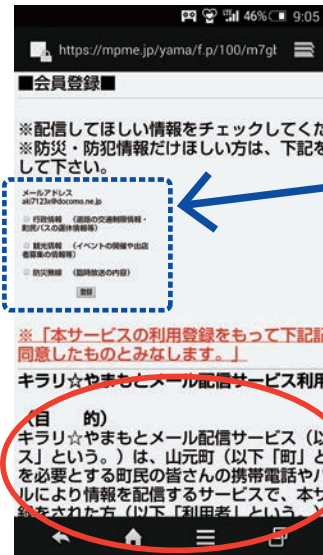 46% 9:05
https://mpme.jp/yama/f.p/100/m7gt
■会員登録■
※配信してほしい情報をチェックしてくだ
※防災・防犯情報だけほしい方は、下記を
して下さい。
メールアドレス
aki7123x@docomo.ne.jp
行政情報 (道路の交通制限情報・
町民バスの運休情報等)
観光情報 (イベントの開催や出店
者募集の情報等)
防災無線 (臨時放送の内容)
登録
※「本サービスの利用登録をもって下記
同意したものとみなします。」
キラリ☆やまもとメール配信サービス利用
(目 的)
キラリ☆やまもとメール配信サービス（以
ス」という。）は、山元町（以下「町」と
を必要とする町民の皆さんの携帯電話や
ルにより情報を配信するサービスで、本サ
録をされた方（以下「利用者」という。）